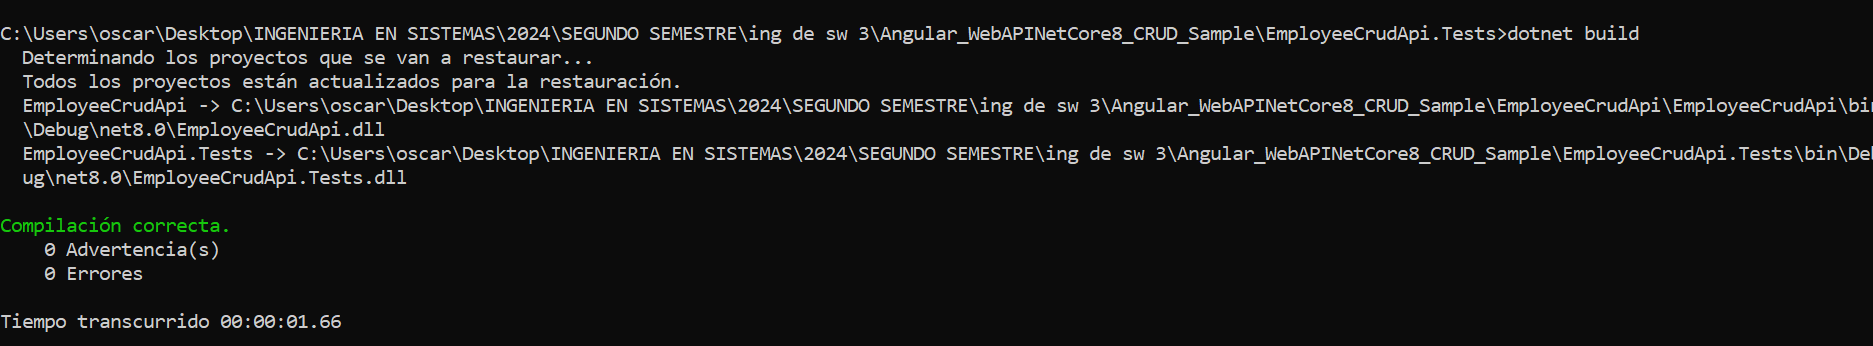 C:\Users\oscar\Desktop\INGENIERIA EN SISTEMAS\2024\SEGUNDO SEMESTRE\ing de sw 3\Angular_WebAPINetCore8_CRUD_Sample\EmployeeCrudApi.Tests>dotnet build
Determinando los proyectos que se van a restaurar...
Todos los proyectos están actualizados para la restauración.
EmployeeCrudApi -> C:\Users\oscar\Desktop\INGENIERIA EN SISTEMAS\2024\SEGUNDO SEMESTRE\ing de sw 3\Angular_WebAPINetCore8_CRUD_Sample\EmployeeCrudApi\EmployeeCrudApi\bin
\Debug\net8.0\EmployeeCrudApi.dll
EmployeeCrudApi.Tests -> C:\Users\oscar\Desktop\INGENIERIA EN SISTEMAS\2024\SEGUNDO SEMESTRE\ing de sw 3\Angular_WebAPINetCore8_CRUD_Sample\EmployeeCrudApi.Tests\bin\Deb
ug\net8.0\EmployeeCrudApi.Tests.dll
Compilación correcta.
0 Advertencia(s)
0 Errores
Tiempo transcurrido 00:00:01.66